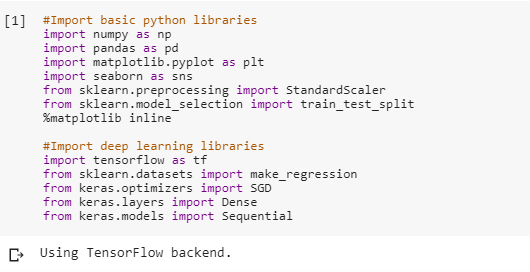 [1] #Import basic python libraries
import numpy as np
import pandas as pd
import matplotlib.pyplot as plt
import seaborn as sns
from sklearn.preprocessing import StandardScaler
from sklearn.model_selection import train_test_split
%matplotlib inline
#Import deep learning libraries
import tensorflow as tf
from sklearn.datasets import make_regression
from keras.optimizers import SGD
from keras.layers import Dense
from keras.models import Sequential
Using TensorFlow backend.